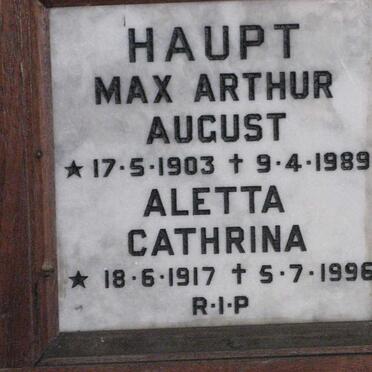 HAUPT
MAX ARTHUR
AUGUST
★ 17·5·1903 † 9·4·1989
ALETTA
CATHRINA
★ 18·6·1917 † 5·7·1996
R·I·P